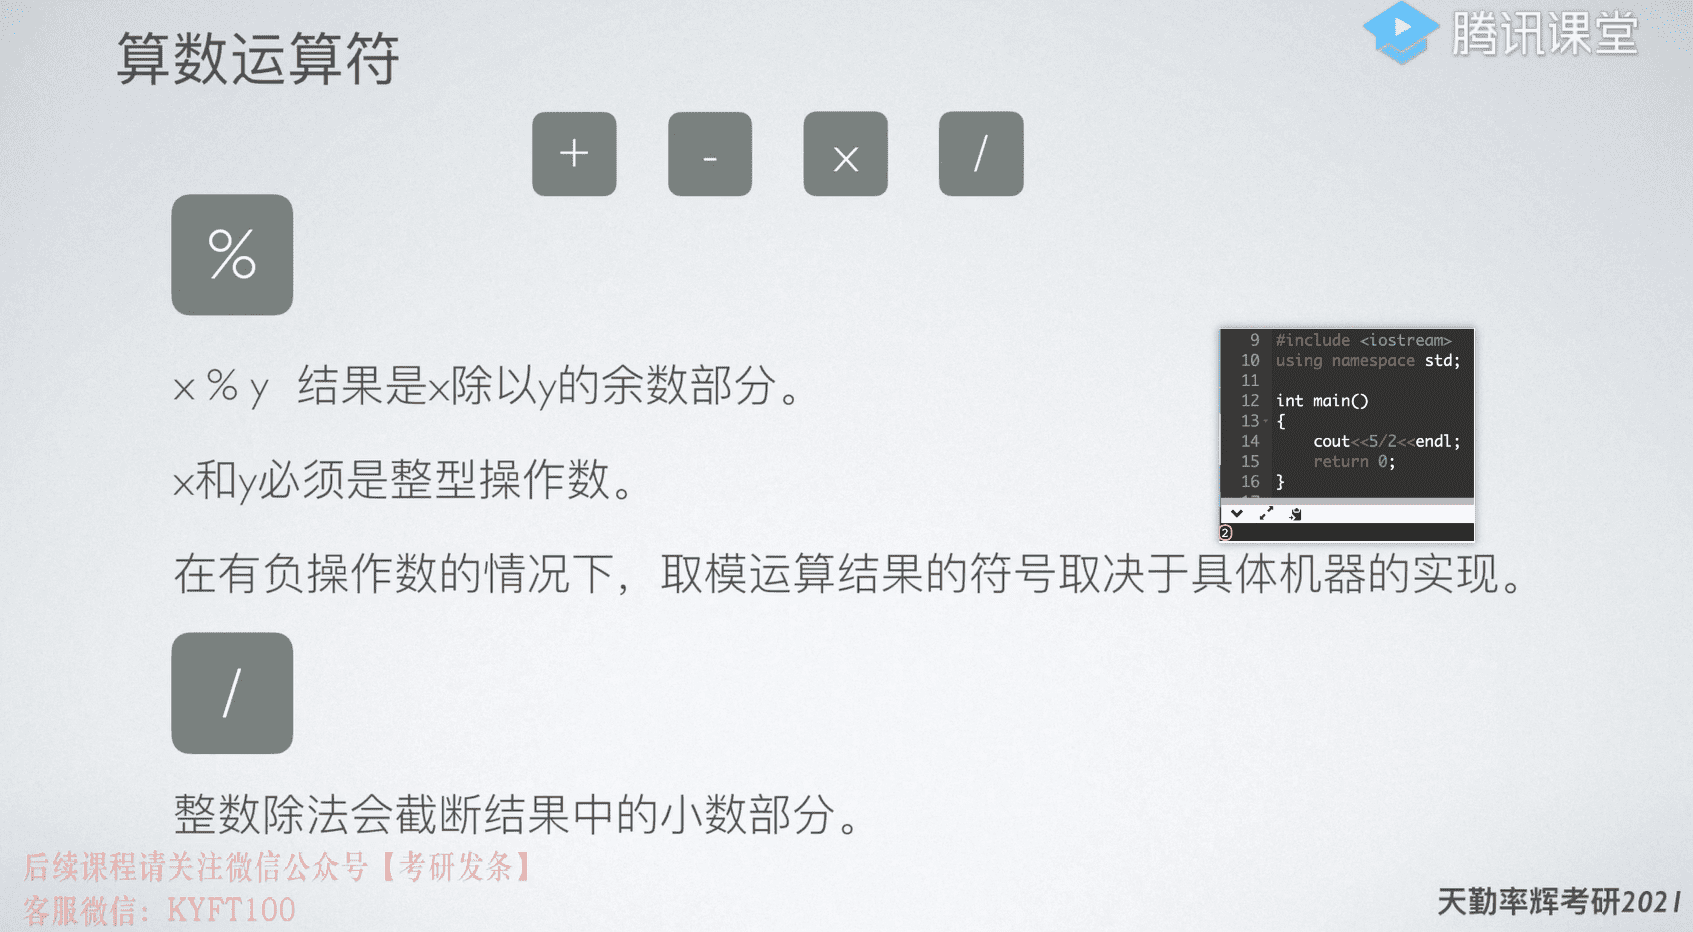 算数运算符
腾讯课堂
+ - x /
%
x % y 结果是x除以y的余数部分。
x和y必须是整型操作数。
9 #include <iostream>
10 using namespace std;
11
12 int main()
13 {
14 cout<<5/2<<endl;
15 return 0;
16 }
2
在有负操作数的情况下，取模运算结果的符号取决于具体机器的实现。
/
整数除法会截断结果中的小数部分。
后续课程请关注微信公众号【考研发条】
客服微信：KYFT100
天勤率辉考研2021